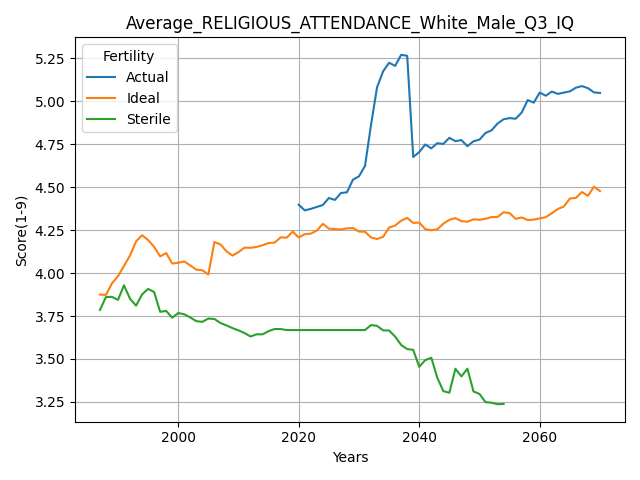 Average_RELIGIOUS_ATTENDANCE_White_Male_Q3_IQ
Fertility
Actual
Ideal
Sterile
Score(1-9)
5.25
5.00
4.75
4.50
4.25
4.00
3.75
3.50
3.25
2000 2020 2040 2060
Years